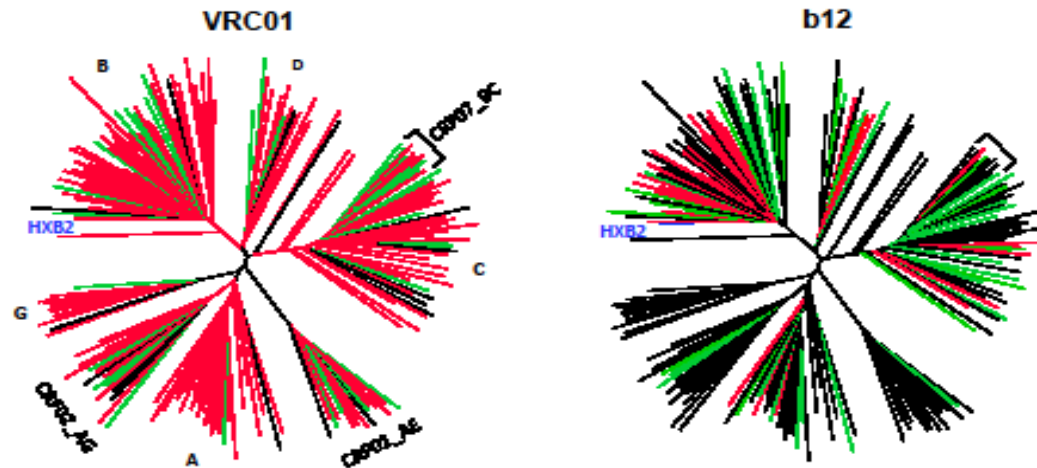 VRC01
b12
B
D
CRF07_BC
HXB2
HXB2
C
G
CRF02_AG
CRF01_AE
A